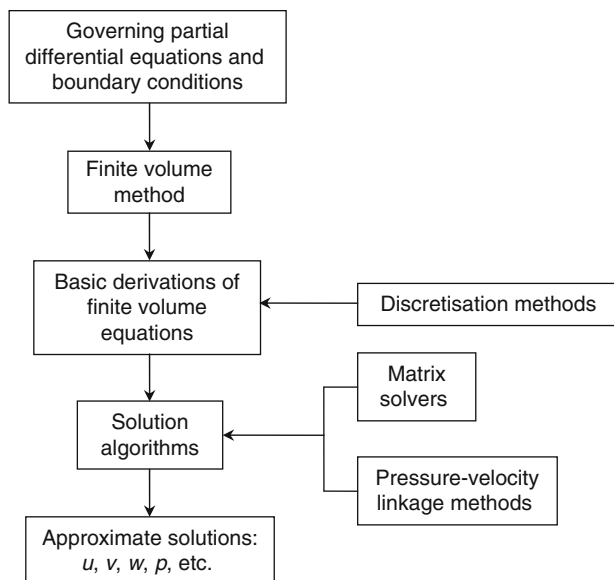 Governing partial
differential equations and
boundary conditions
Finite volume
method
Basic derivations of
finite volume
equations
Discretisation methods
Matrix
solvers
Solution
algorithms
Pressure-velocity
linkage methods
Approximate solutions:
u, v, w, p, etc.